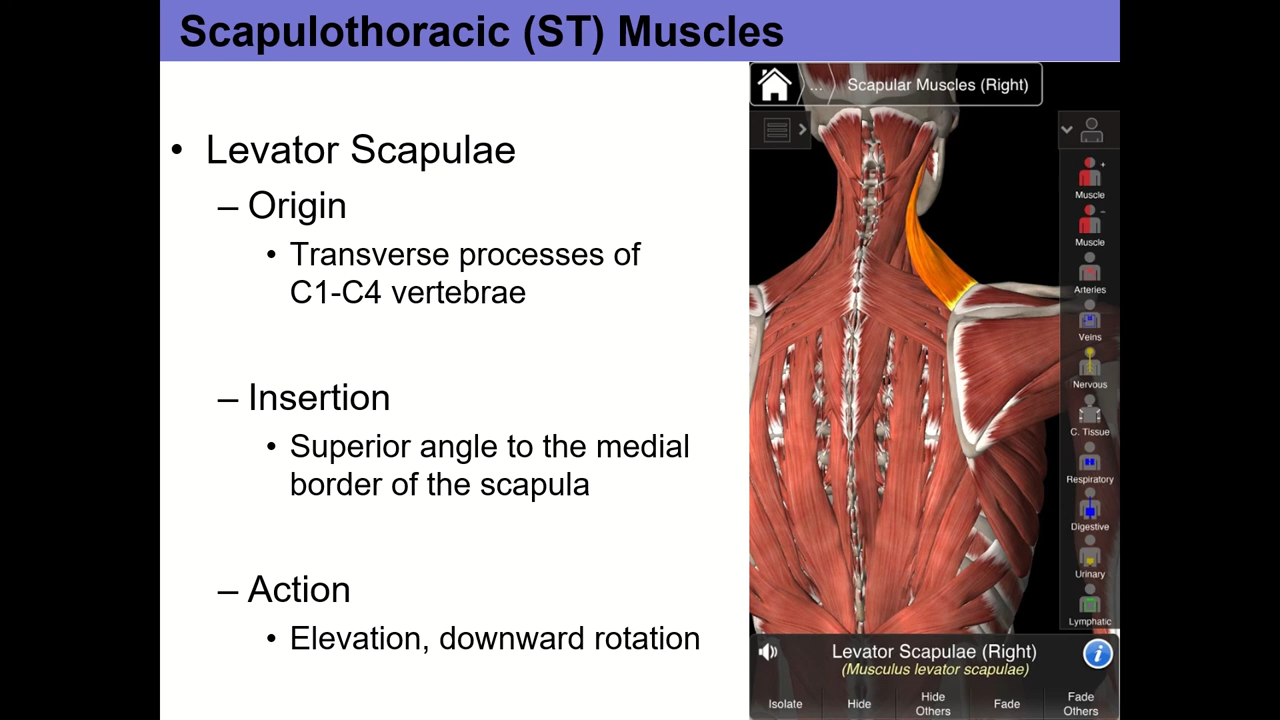 Scapulothoracic (ST) Muscles
• Levator Scapulae
– Origin
• Transverse processes of
C1-C4 vertebrae
– Insertion
• Superior angle to the medial
border of the scapula
– Action
• Elevation, downward rotation
... Scapular Muscles (Right)
Muscle
Muscle
Arteries
Veins
Nervous
C. Tissue
Respiratory
Digestive
Urinary
Lymphatic
Levator Scapulae (Right)
(Musculus levator scapulae)
Isolate
Hide
Hide
Others
Fade
Fade
Others